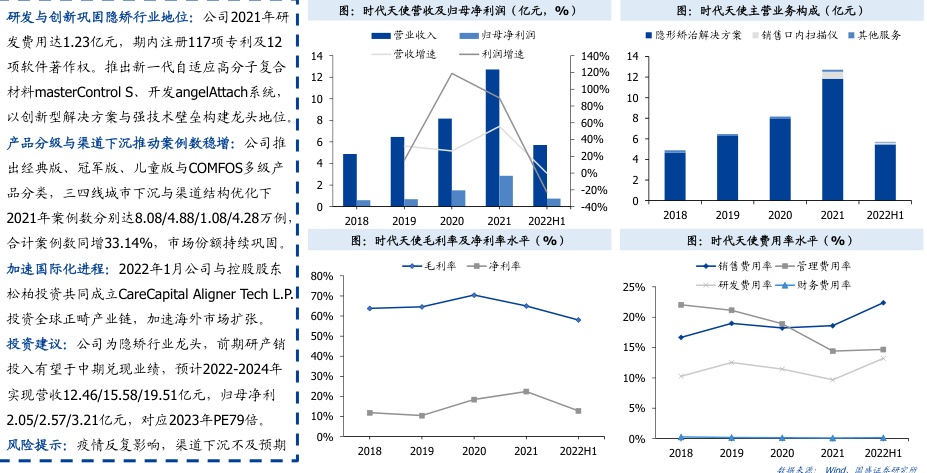 研发与创新巩固隐矫行业地位：公司2021年研
发费用达1.23亿元，期内注册117项专利及12
项软件著作权。推出新一代自适应高分子复合
材料masterControl S、开发angelAttach系统，
以创新型解决方案与强技术壁垒构建龙头地位。
产品分级与渠道下沉推动案例数稳增：公司推
出经典版、冠军版、儿童版与COMFOS多级产
品分类，三四线城市下沉与渠道结构优化下
2021年案例数分别达8.08/4.88/1.08/4.28万例，
合计案例数同增33.14%，市场份额持续巩固。
加速国际化进程：2022年1月公司与控股股东
松柏投资共同成立CareCapital Aligner Tech L.P.
投资全球正畸产业链，加速海外市场扩张。
投资建议：公司为隐矫行业龙头，前期研产销
投入有望于中期兑现业绩，预计2022-2024年
实现营收12.46/15.58/19.51亿元，归母净利
2.05/2.57/3.21亿元，对应2023年PE79倍。
风险提示：疫情反复影响，渠道下沉不及预期
图：时代天使营收及归母净利润（亿元，%）
营业收入 归母净利润
营收增速 利润增速
14
12
10
8
6
4
2
0
140%
120%
100%
80%
60%
40%
20%
0%
-20%
-40%
2018 2019 2020 2021 2022H1
图：时代天使主营业务构成（亿元）
隐形矫治解决方案 销售口内扫描仪 其他服务
14
12
10
8
6
4
2
0
2018 2019 2020 2021 2022H1
图：时代天使毛利率及净利率水平（%）
毛利率 净利率
80%
70%
60%
50%
40%
30%
20%
10%
0%
2018 2019 2020 2021 2022H1
图：时代天使费用率水平（%）
销售费用率 管理费用率
研发费用率 财务费用率
25%
20%
15%
10%
5%
0%
2018 2019 2020 2021 2022H1
数据来源： Wind，国盛证券研究所